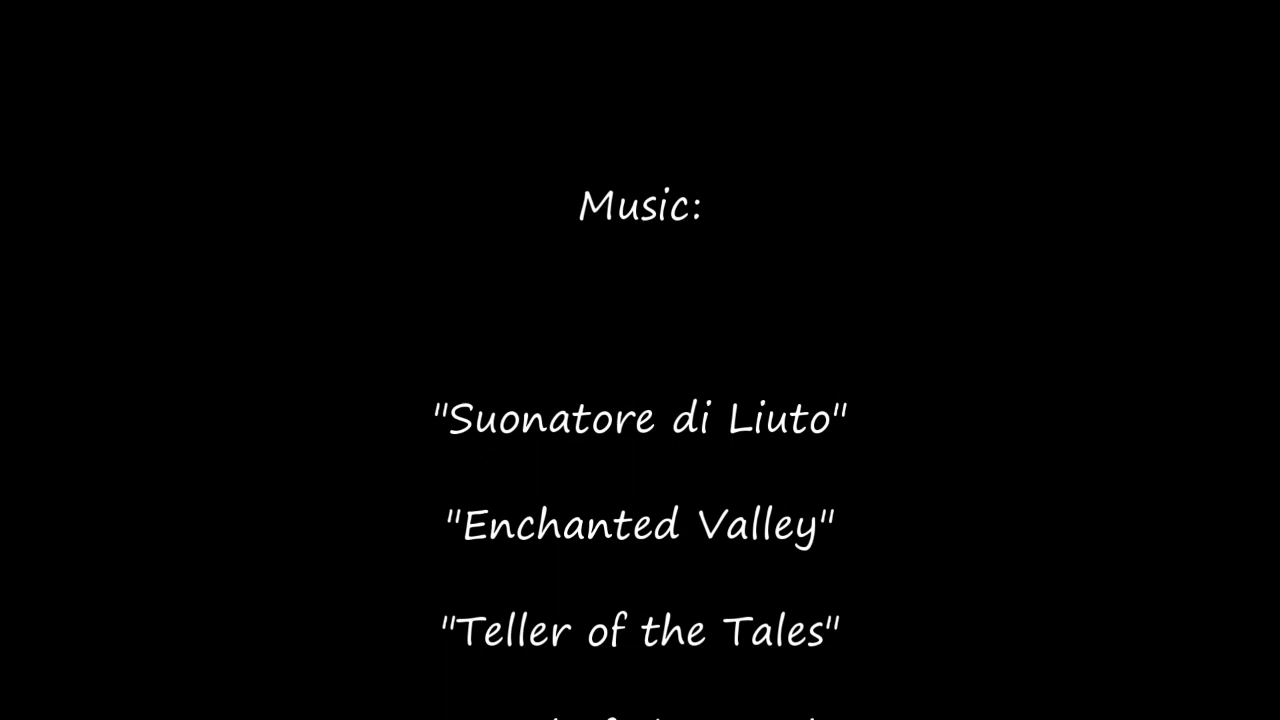 Music:
"Suonatore di Liuto"
"Enchanted Valley"
"Teller of the Tales"